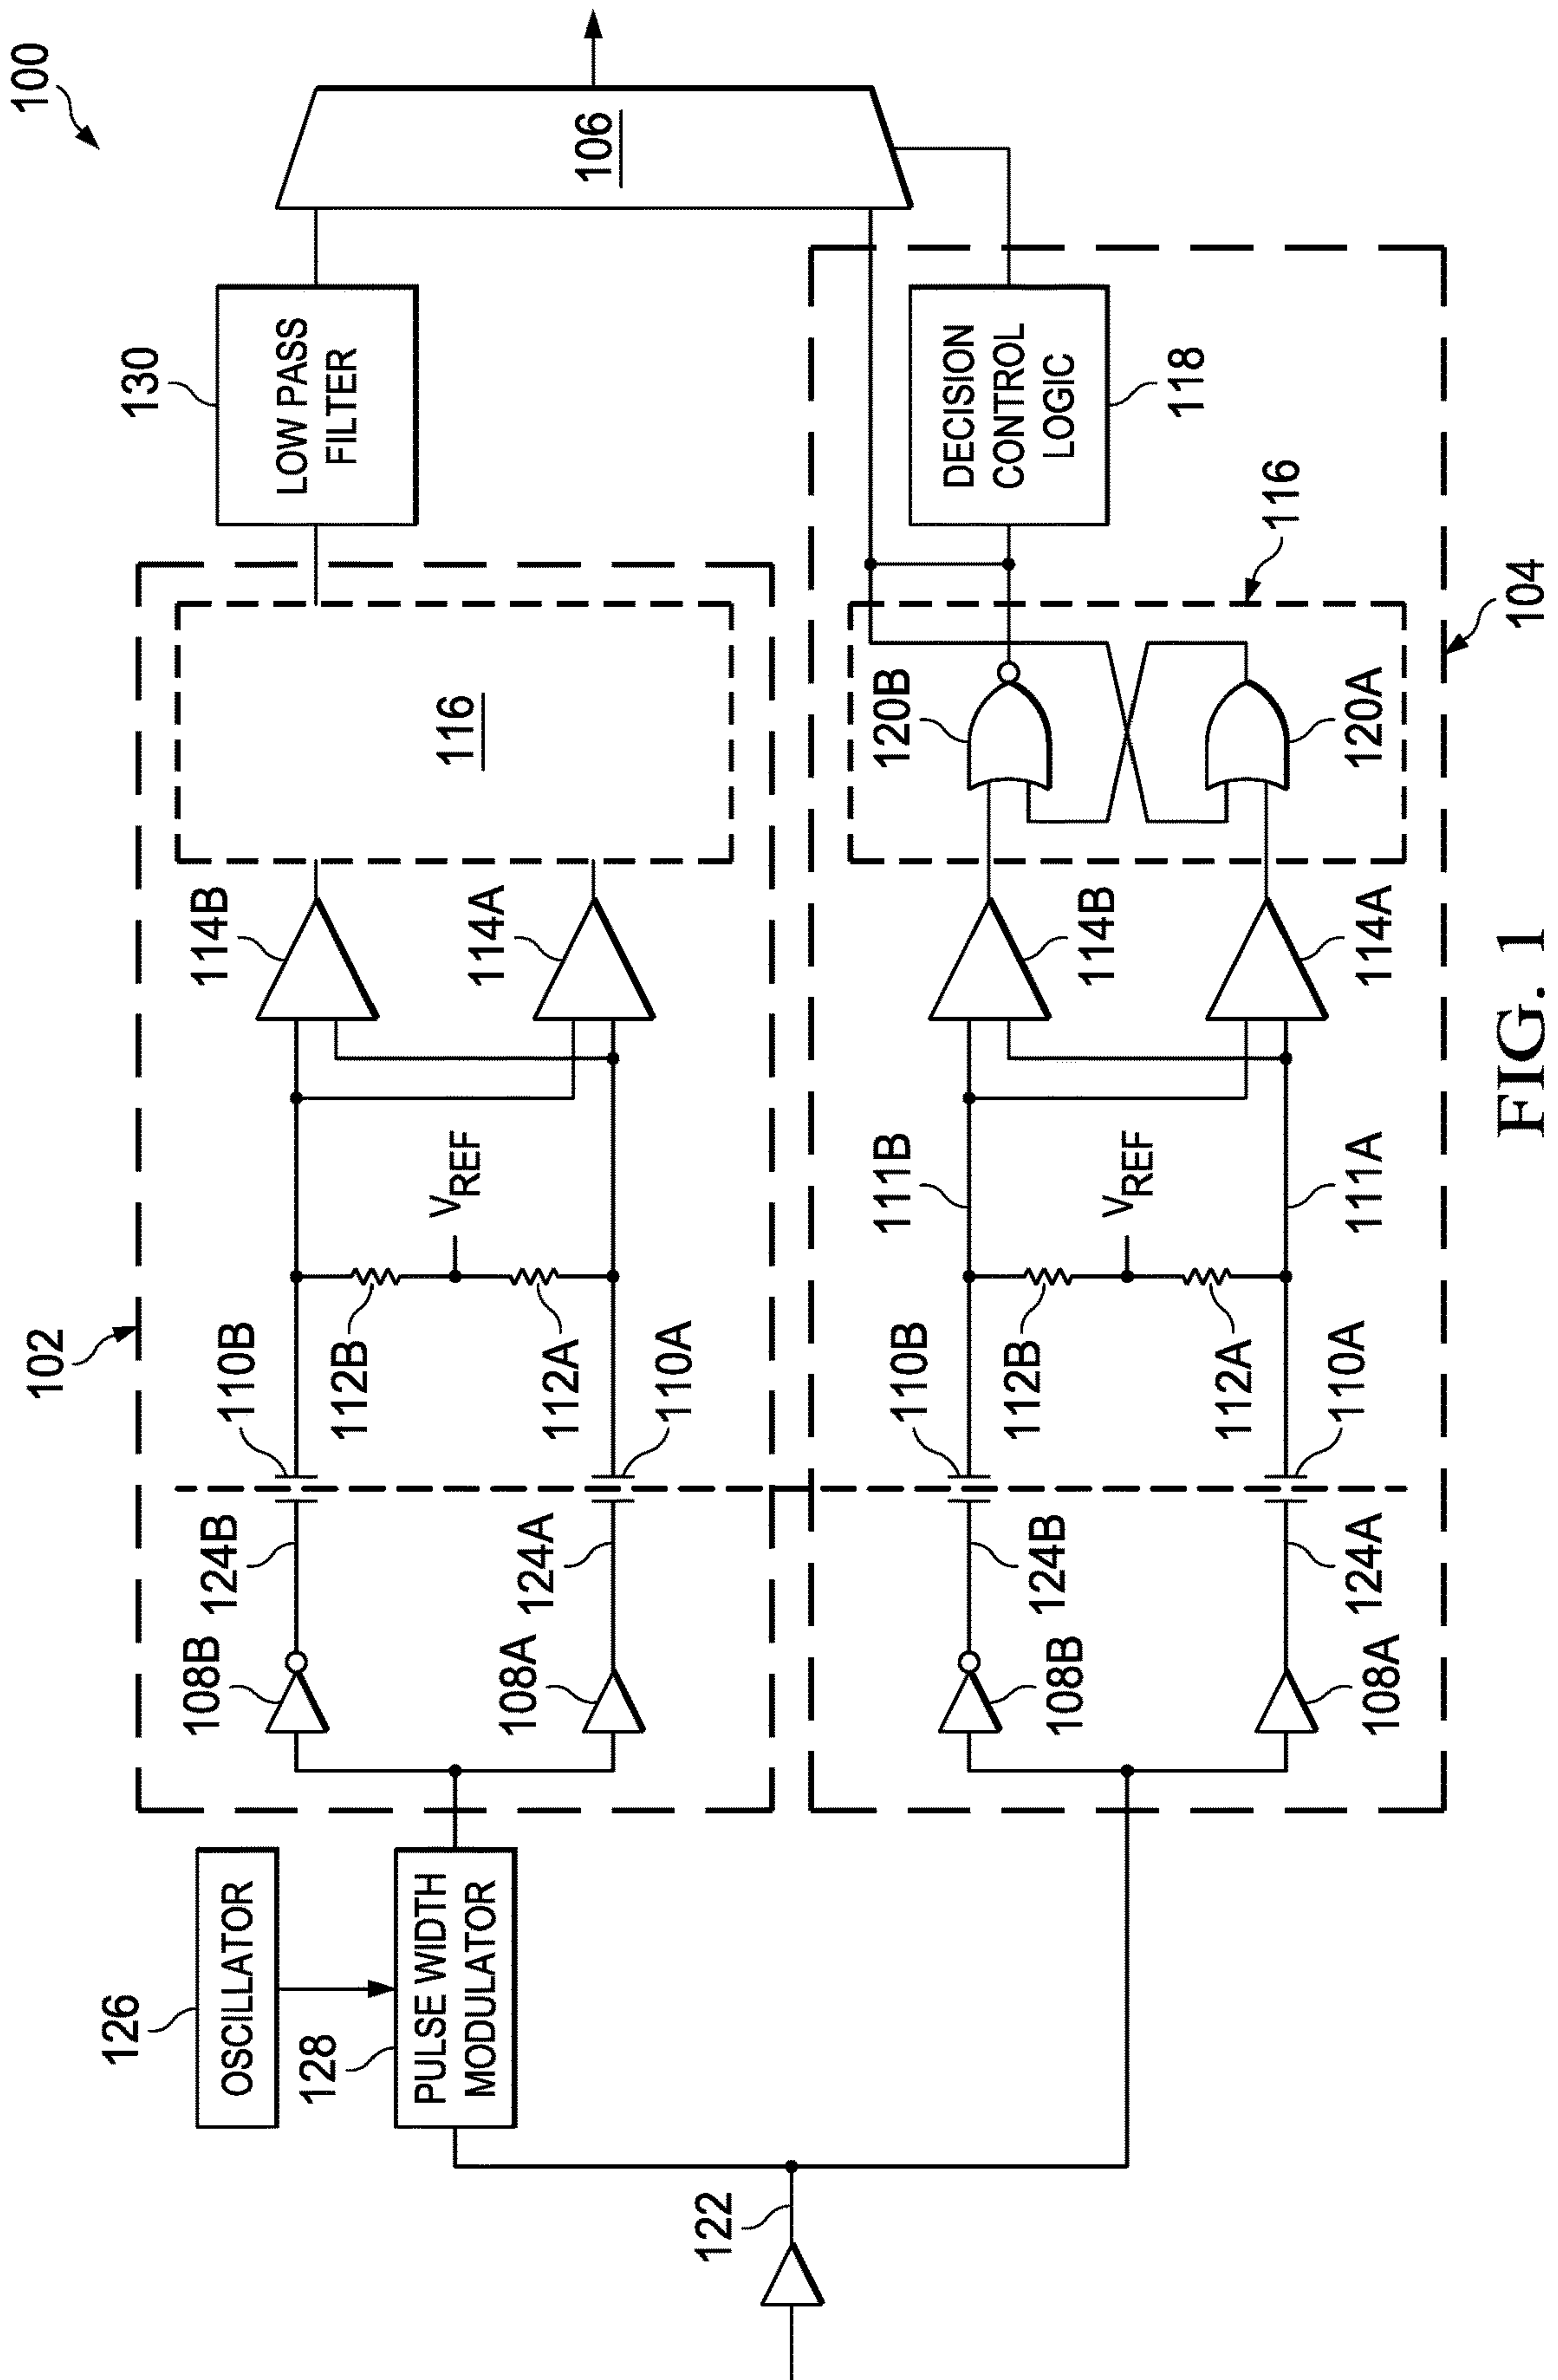 100
106
130
LOW PASS
FILTER
DECISION
CONTROL
LOGIC
118
116
116
104
120B
120A
114B
114A
114B
114A
102
110B
112B
VREF
112A
110A
111B
110B
112B
VREF
112A
111A
110A
124B
124A
124B
124A
108B
108A
108B
108A
126
OSCILLATOR
128
PULSE WIDTH
MODULATOR
122
FIG. 1